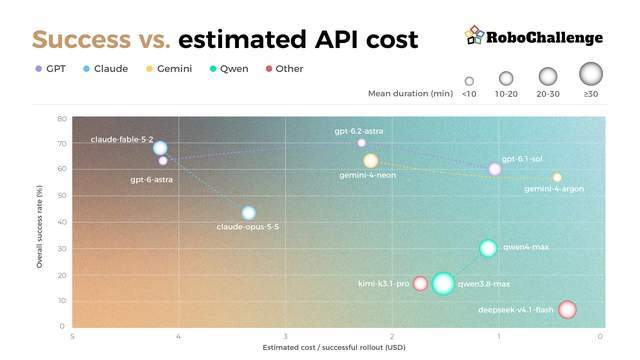 Success vs. estimated API cost
RoboChallenge
GPT Claude Gemini Qwen Other
Mean duration (min) <10 10-20 20-30 ≥30
80
gpt-6.2-astra
claude-fable-5-2
70
gpt-6.1-sol
60
gpt-6-astra
gemini-4-neon
gemini-4-argon
50
claude-opus-5-5
40
Overall success rate (%)
30
qwen4-max
20
kimi-k3.1-pro
qwen3.8-max
10
deepseek-v4.1-flash
0
5 4 3 2 1 0
Estimated cost / successful rollout (USD)